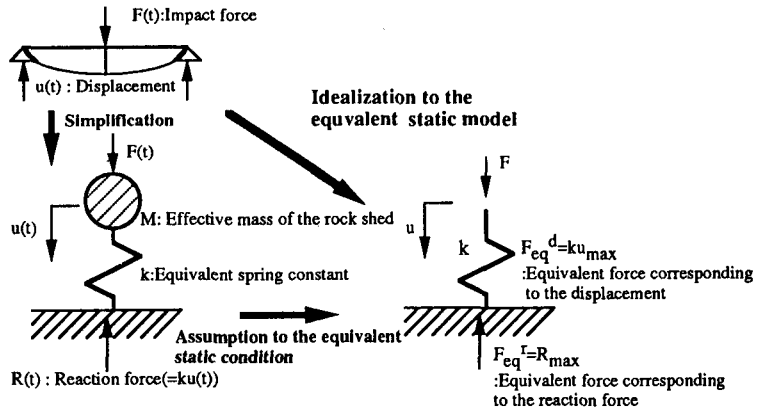 F(t):Impact force
u(t) : Displacement
Idealization to the
equvalent static model
Simplification
F(t)
F
u(t)
M: Effective mass of the rock shed
u
k
F_eq^d=ku_max
:Equivalent force corresponding
to the displacement
k:Equivalent spring constant
Assumption to the equivalent
static condition
R(t) : Reaction force(=ku(t))
F_eq^r=R_max
:Equivalent force corresponding
to the reaction force